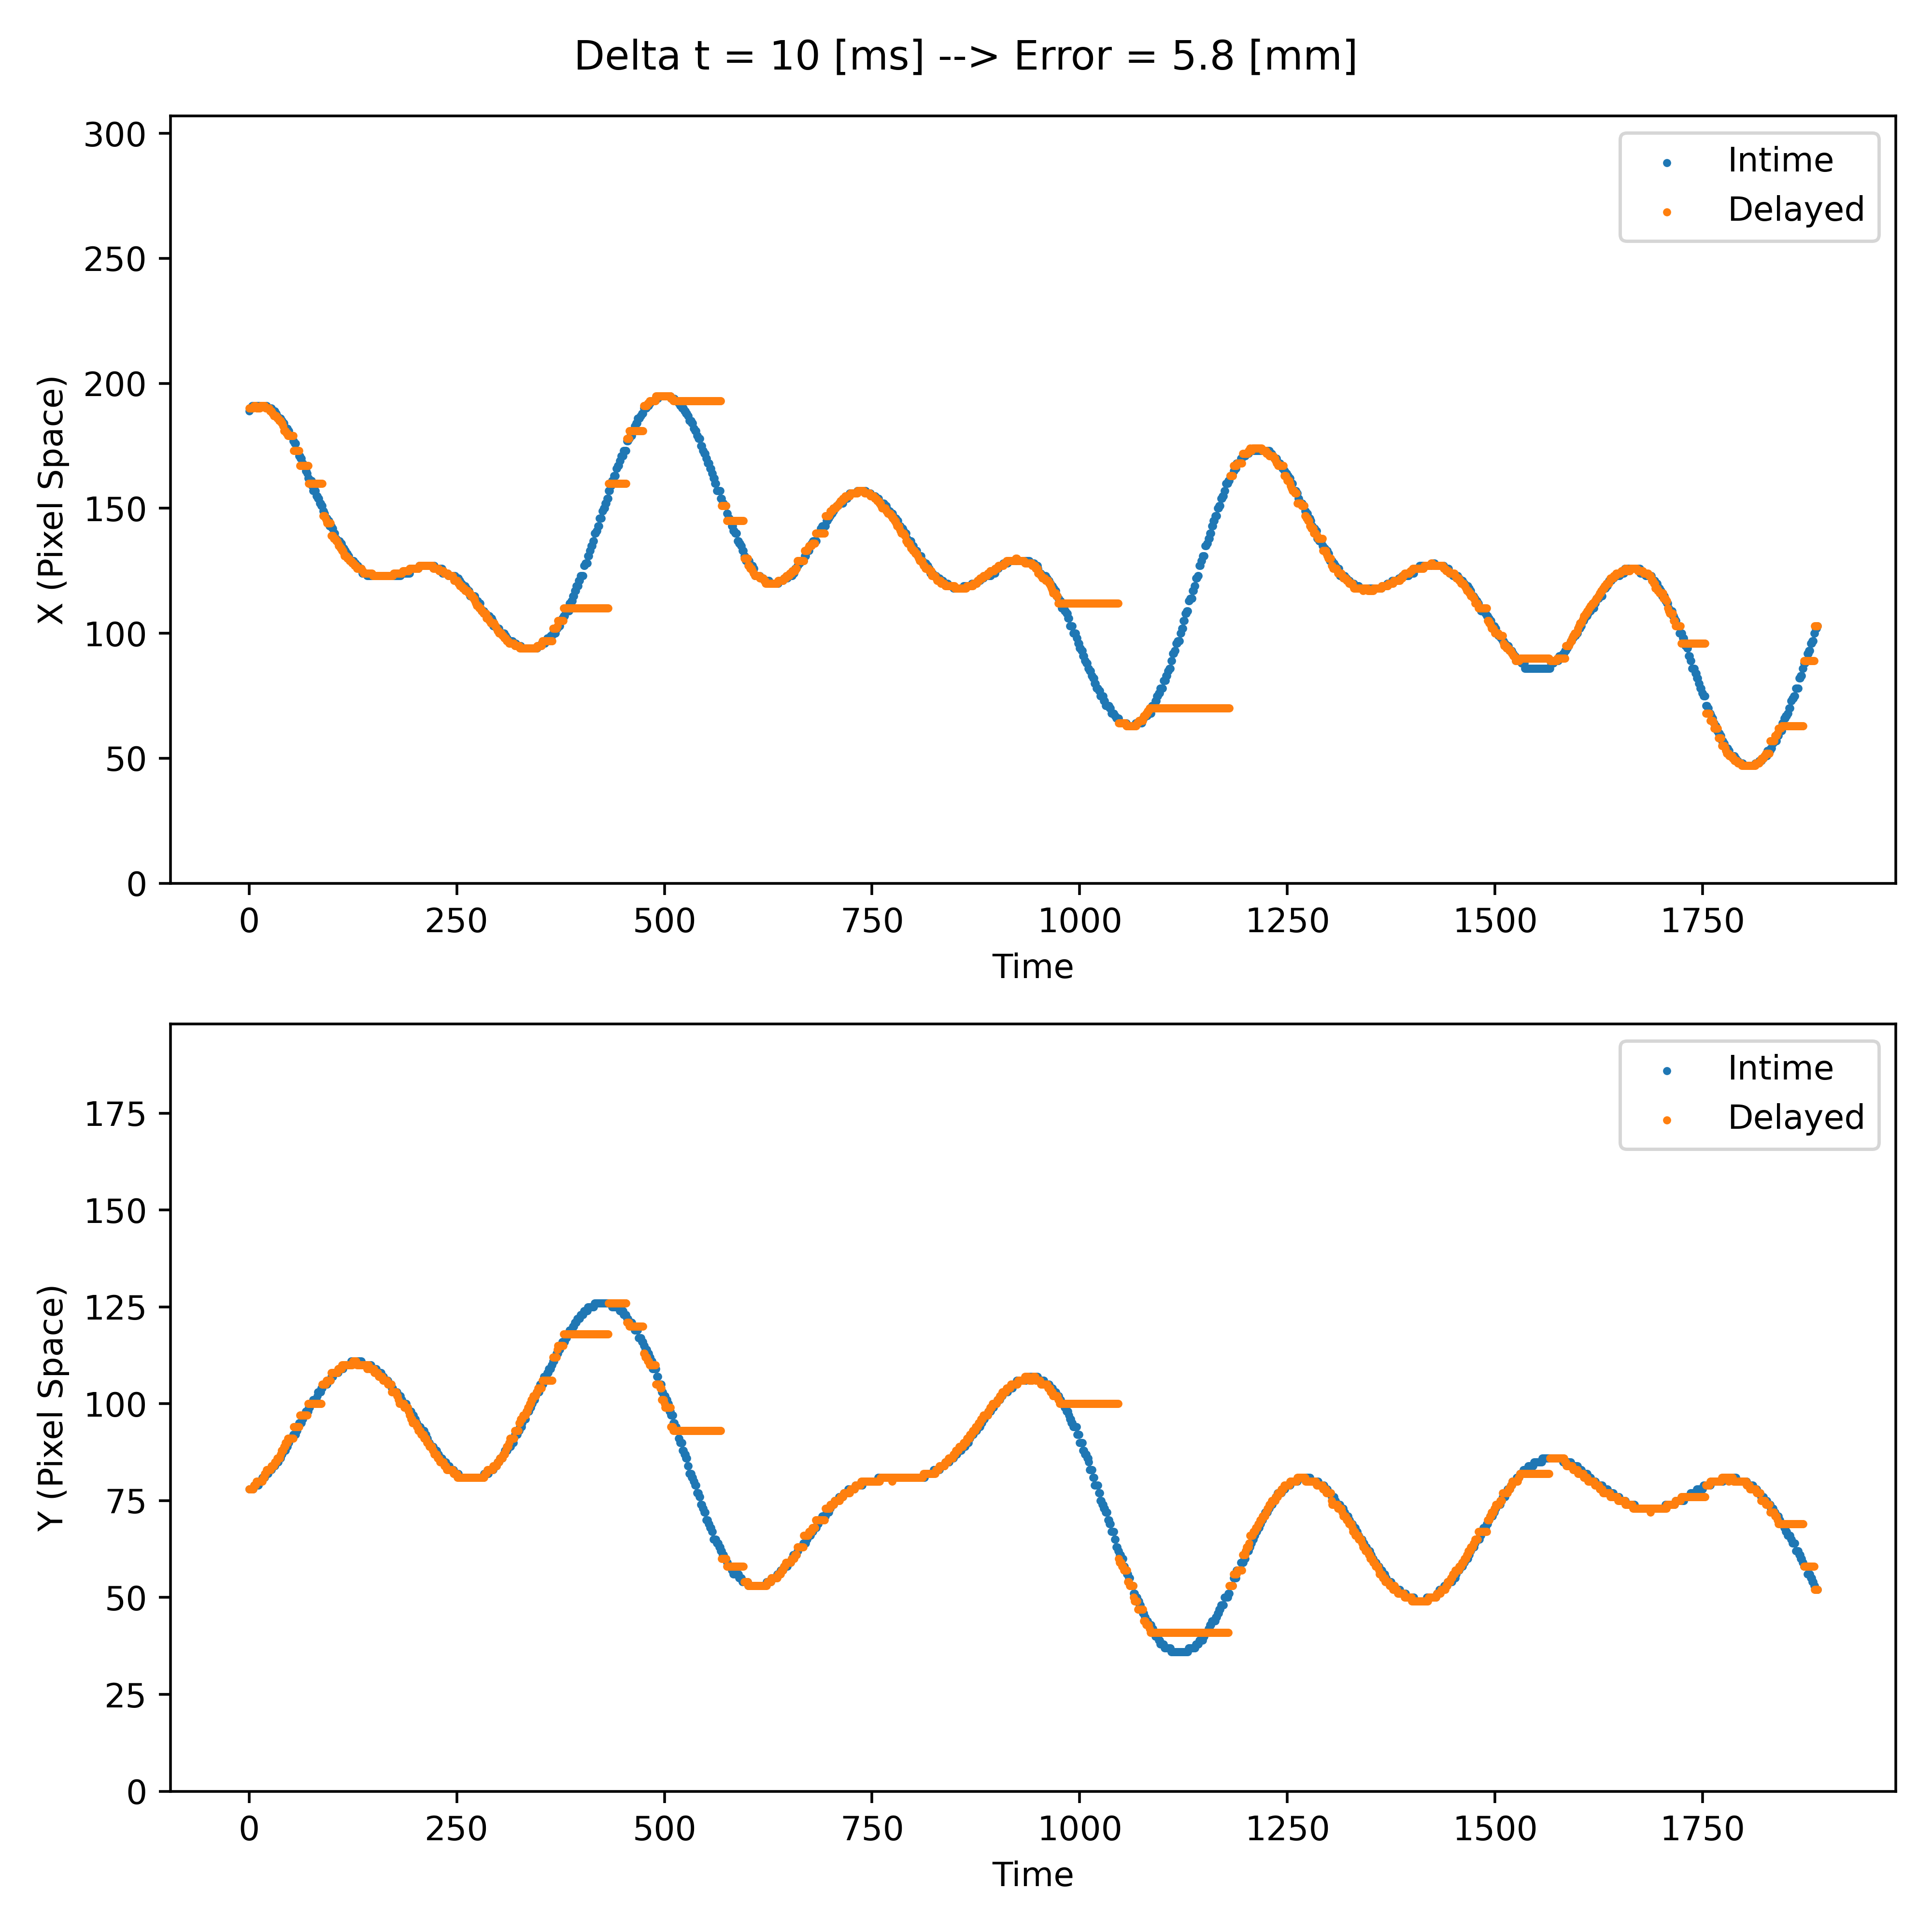 Delta t = 10 [ms] --> Error = 5.8 [mm]
300
250
200
150
100
50
0
X (Pixel Space)
Intime
Delayed
0 250 500 750 1000 1250 1500 1750
Time
175
150
125
100
75
50
25
0
Y (Pixel Space)
Intime
Delayed
0 250 500 750 1000 1250 1500 1750
Time